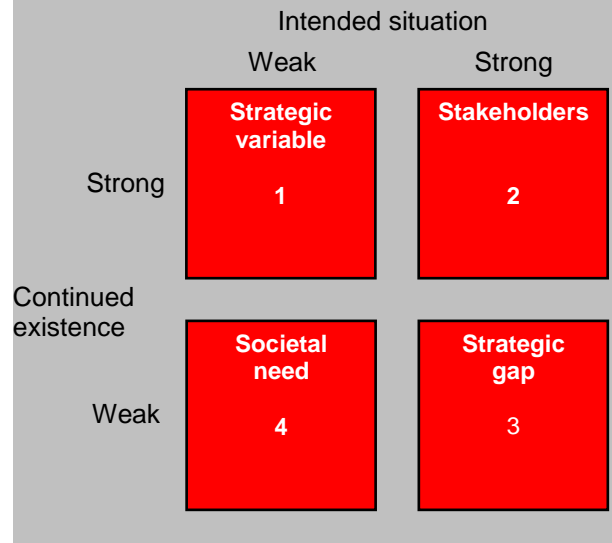 Intended situation
Weak Strong
Strategic variable
Stakeholders
Strong
1
2
Continued
existence
Societal
need
Strategic
gap
Weak
4
3